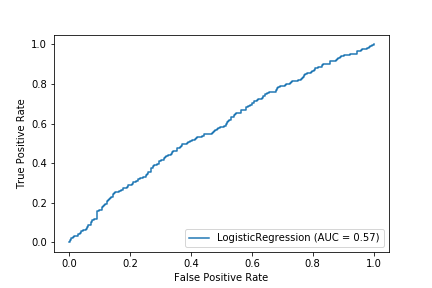 1.0
0.8
0.6
0.4
0.2
0.0
True Positive Rate
LogisticRegression (AUC = 0.57)
0.0 0.2 0.4 0.6 0.8 1.0
False Positive Rate